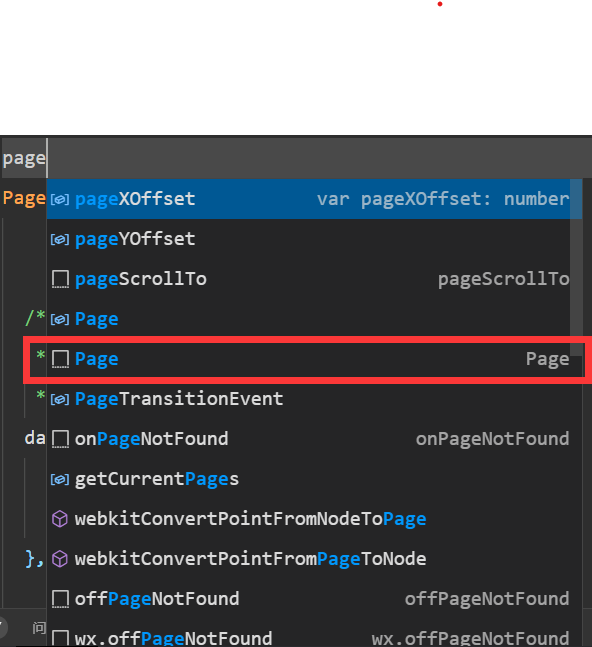 page
Page
pageXOffset var pageXOffset: number
pageYOffset
pageScrollTo pageScrollTo
/* Page
* Page Page
* PageTransitionEvent
da onPageNotFound onPageNotFound
getCurrentPages
webkitConvertPointFromNodeToPage
}, webkitConvertPointFromPageToNode
offPageNotFound offPageNotFound
问 wx.offPageNotFound wx.offPageNotFound